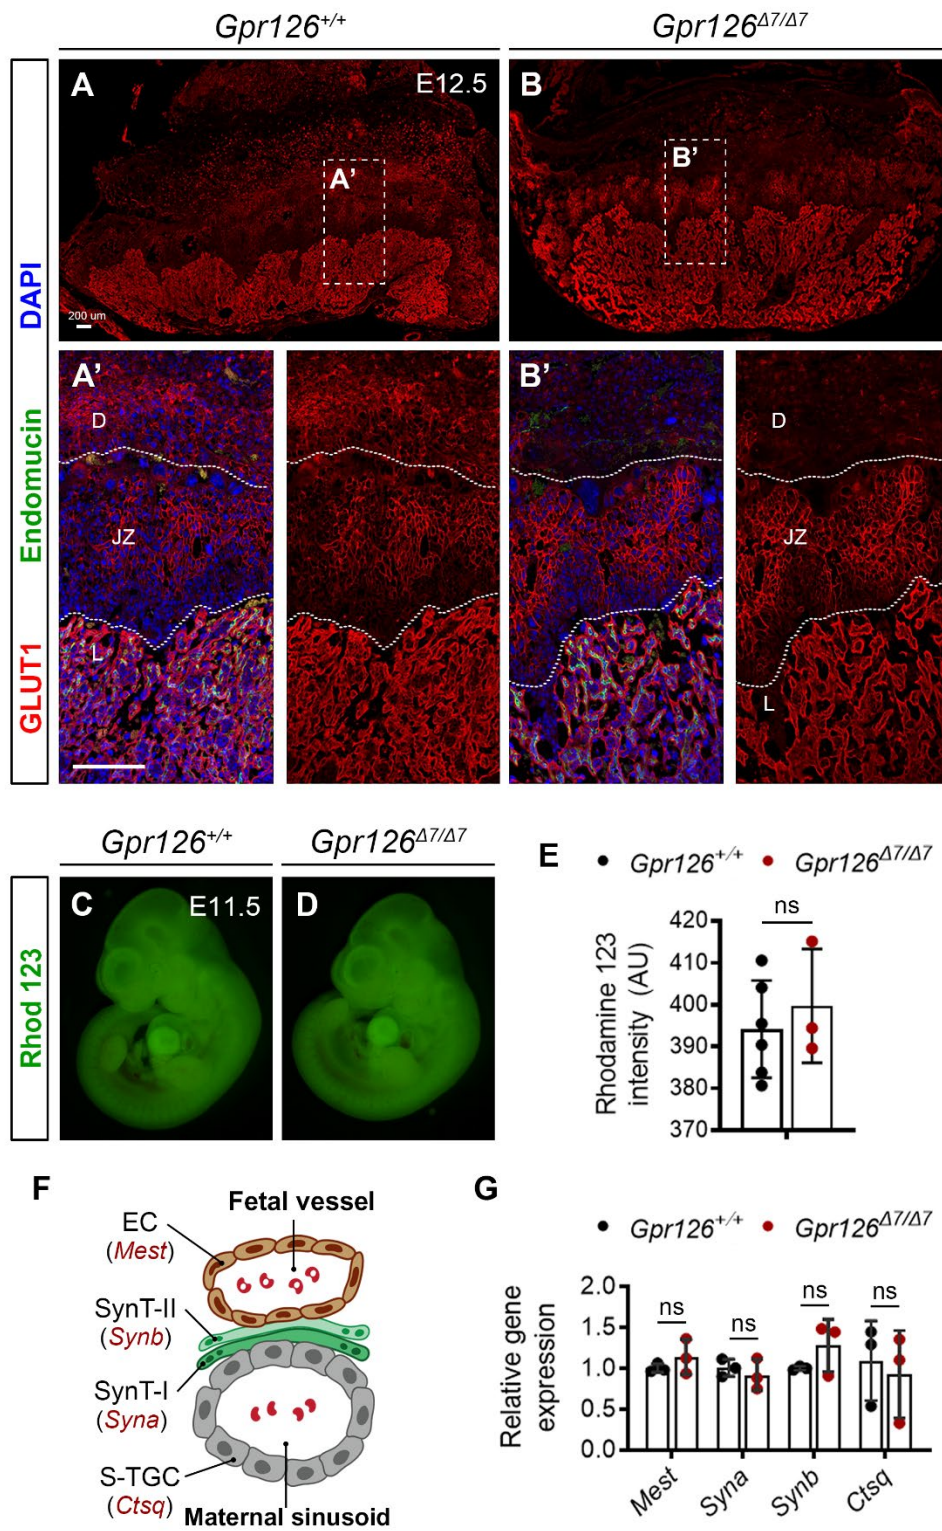 Gpr126+/+
Gpr126Δ7/Δ7
GLUT1 Endomucin DAPI
A
E12.5
A’
200 um
B
B’
A’
D
JZ
L
B’
D
JZ
L
Gpr126+/+
Gpr126Δ7/Δ7
Rhod 123
C
E11.5
D
E
Gpr126+/+
Gpr126Δ7/Δ7
ns
Rhodamine 123
intensity (AU)
420
410
400
390
380
370
F
Fetal vessel
EC
(Mest)
SynT-II
(Synb)
SynT-I
(Syna)
S-TGC
(Ctsq)
Maternal sinusoid
G
Gpr126+/+
Gpr126Δ7/Δ7
Relative gene
expression
2.0
1.5
1.0
0.5
0.0
ns
ns
ns
ns
Mest
Syna
Synb
Ctsq